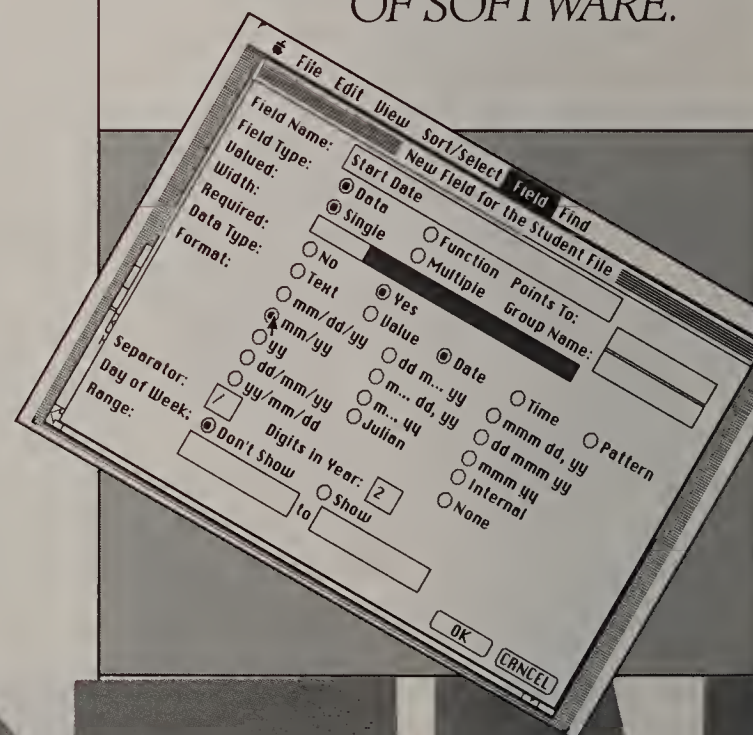 OF SOFTWARE.
File Edit View Sort/Select Field Find
New Field for the Student File
Field Name: Start Date
Field Type: Data Function Points To:
Valued: Single Multiple Group Name:
Width:
Required: No Yes
Data Type: Text Value Date Time Pattern
Format: mm/dd/yy dd m... yy mmm dd, yy
mm/yy m... dd, yy dd mmm yy
yy m... yy mmm yy
dd/mm/yy Julian Internal
yy/mm/dd None
Separator: / Digits in Year: 2
Day of Week: Don't Show Show
Range: to
OK CANCEL